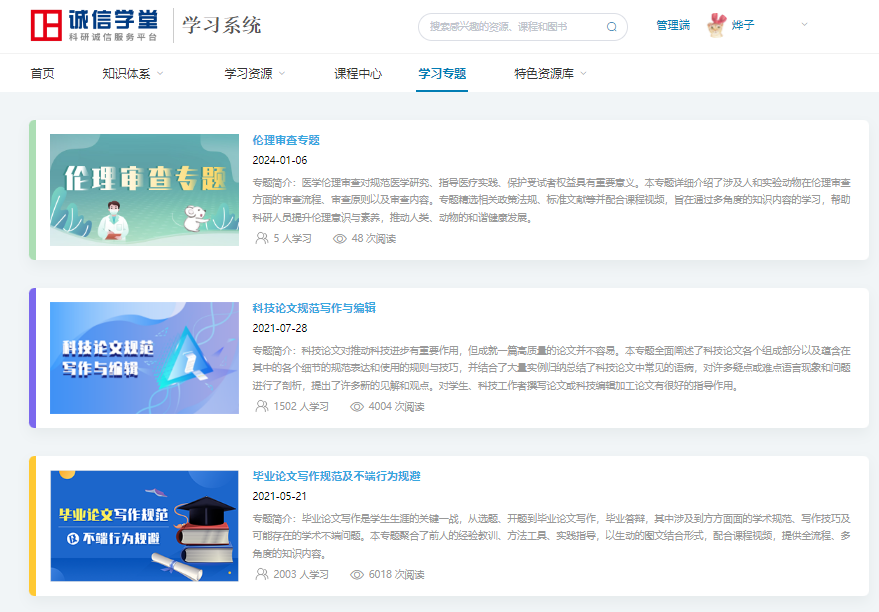 诚信学堂
科研诚信服务平台
学习系统
搜索感兴趣的资源、课程和图书
管理端
烨子
首页
知识体系
学习资源
课程中心
学习专题
特色资源库
伦理审查专题
伦理审查专题
2024-01-06
专题简介：医学伦理审查对规范医学研究、指导医疗实践、保护受试者权益具有重要意义。本专题详细介绍了涉及人和实验动物在伦理审查
方面的审查流程、审查原则以及审查内容。专题精选相关政策法规、标准文献等并配合课程视频，旨在通过多角度的知识内容的学习，帮助
科研人员提升伦理意识与素养，推动人类、动物的和谐健康发展。
5 人学习
48 次阅读
科技论文规范
写作与编辑
科技论文规范写作与编辑
2021-07-28
专题简介：科技论文对推动科技进步有重要作用，但成就一篇高质量的论文并不容易。本专题全面阐述了科技论文各个组成部分以及蕴含在
其中的各个细节的规范表达和使用的规则与技巧，并结合了大量实例归纳总结了科技论文中常见的语病，对许多疑点或难点语言现象和问题
进行了剖析，提出了许多新的见解和观点。对学生、科技工作者撰写论文或科技编辑加工论文有很好的指导作用。
1502 人学习
4004 次阅读
毕业论文写作规范
及 不端行为规避
毕业论文写作规范及不端行为规避
2021-05-21
专题简介：毕业论文写作是学生生涯的关键一战，从选题、开题到毕业论文写作，毕业答辩，其中涉及到方方面面的学术规范、写作技巧及
可能存在的学术不端问题。本专题聚合了前人的经验教训、方法工具、实践指导，以生动的图文结合形式，配合课程视频，提供全流程、多
角度的知识内容。
2003 人学习
6018 次阅读